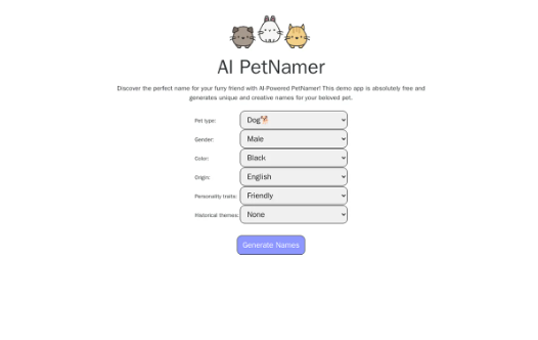 AI PetNamer
Discover the perfect name for your furry friend with AI-Powered PetNamer! This demo app is absolutely free and
generates unique and creative names for your beloved pet.
Pet type: Dog🐕
Gender: Male
Color: Black
Origin: English
Personality traits: Friendly
Historical themes: None
Generate Names